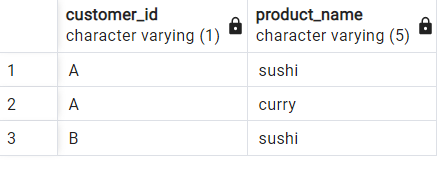 customer_id product_name
character varying (1) character varying (5)
1 A sushi
2 A curry
3 B sushi